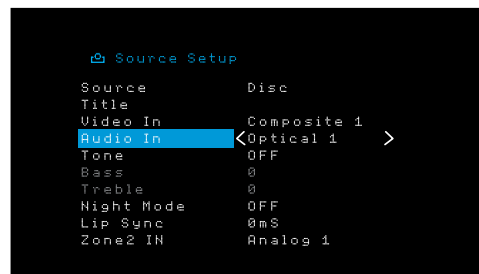 Source Setup
Source Disc
Title
Video In Composite 1
Audio In Optical 1
Tone OFF
Bass 0
Treble 0
Night Mode OFF
Lip Sync 0mS
Zone2 IN Analog 1